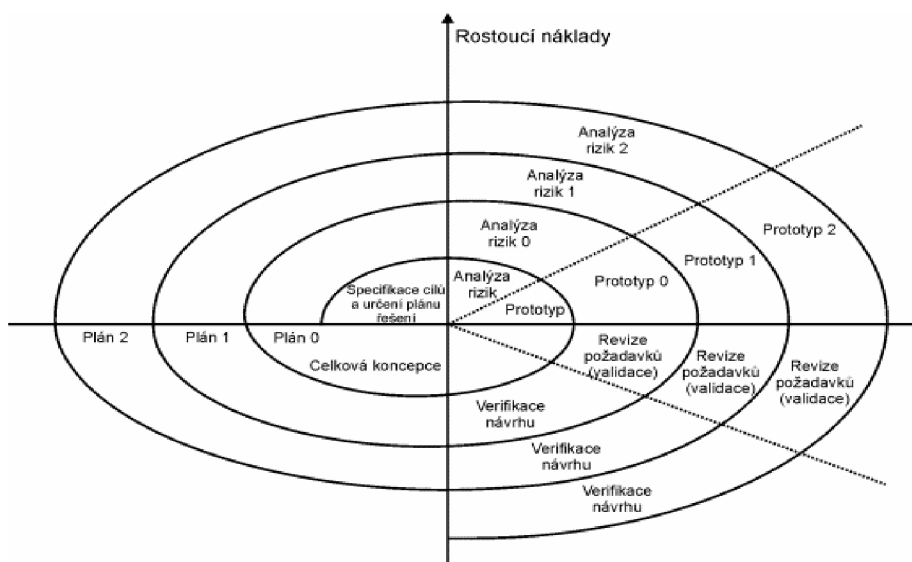 Rostoucí náklady
Analýza
rizik 2
Analýza
rizik 1
Analýza
rizik 0
Prototyp 2
Prototyp 1
Prototyp 0
Analýza
rizik
Prototyp
Specifikace cílů
a určení plánu
řešení
Plán 2
Plán 1
Plán 0
Celková koncepce
Revize
požadavků
(validace)
Revize
požadavků
(validace)
Revize
požadavků
(validace)
Verifikace
návrhu
Verifikace
návrhu
Verifikace
návrhu